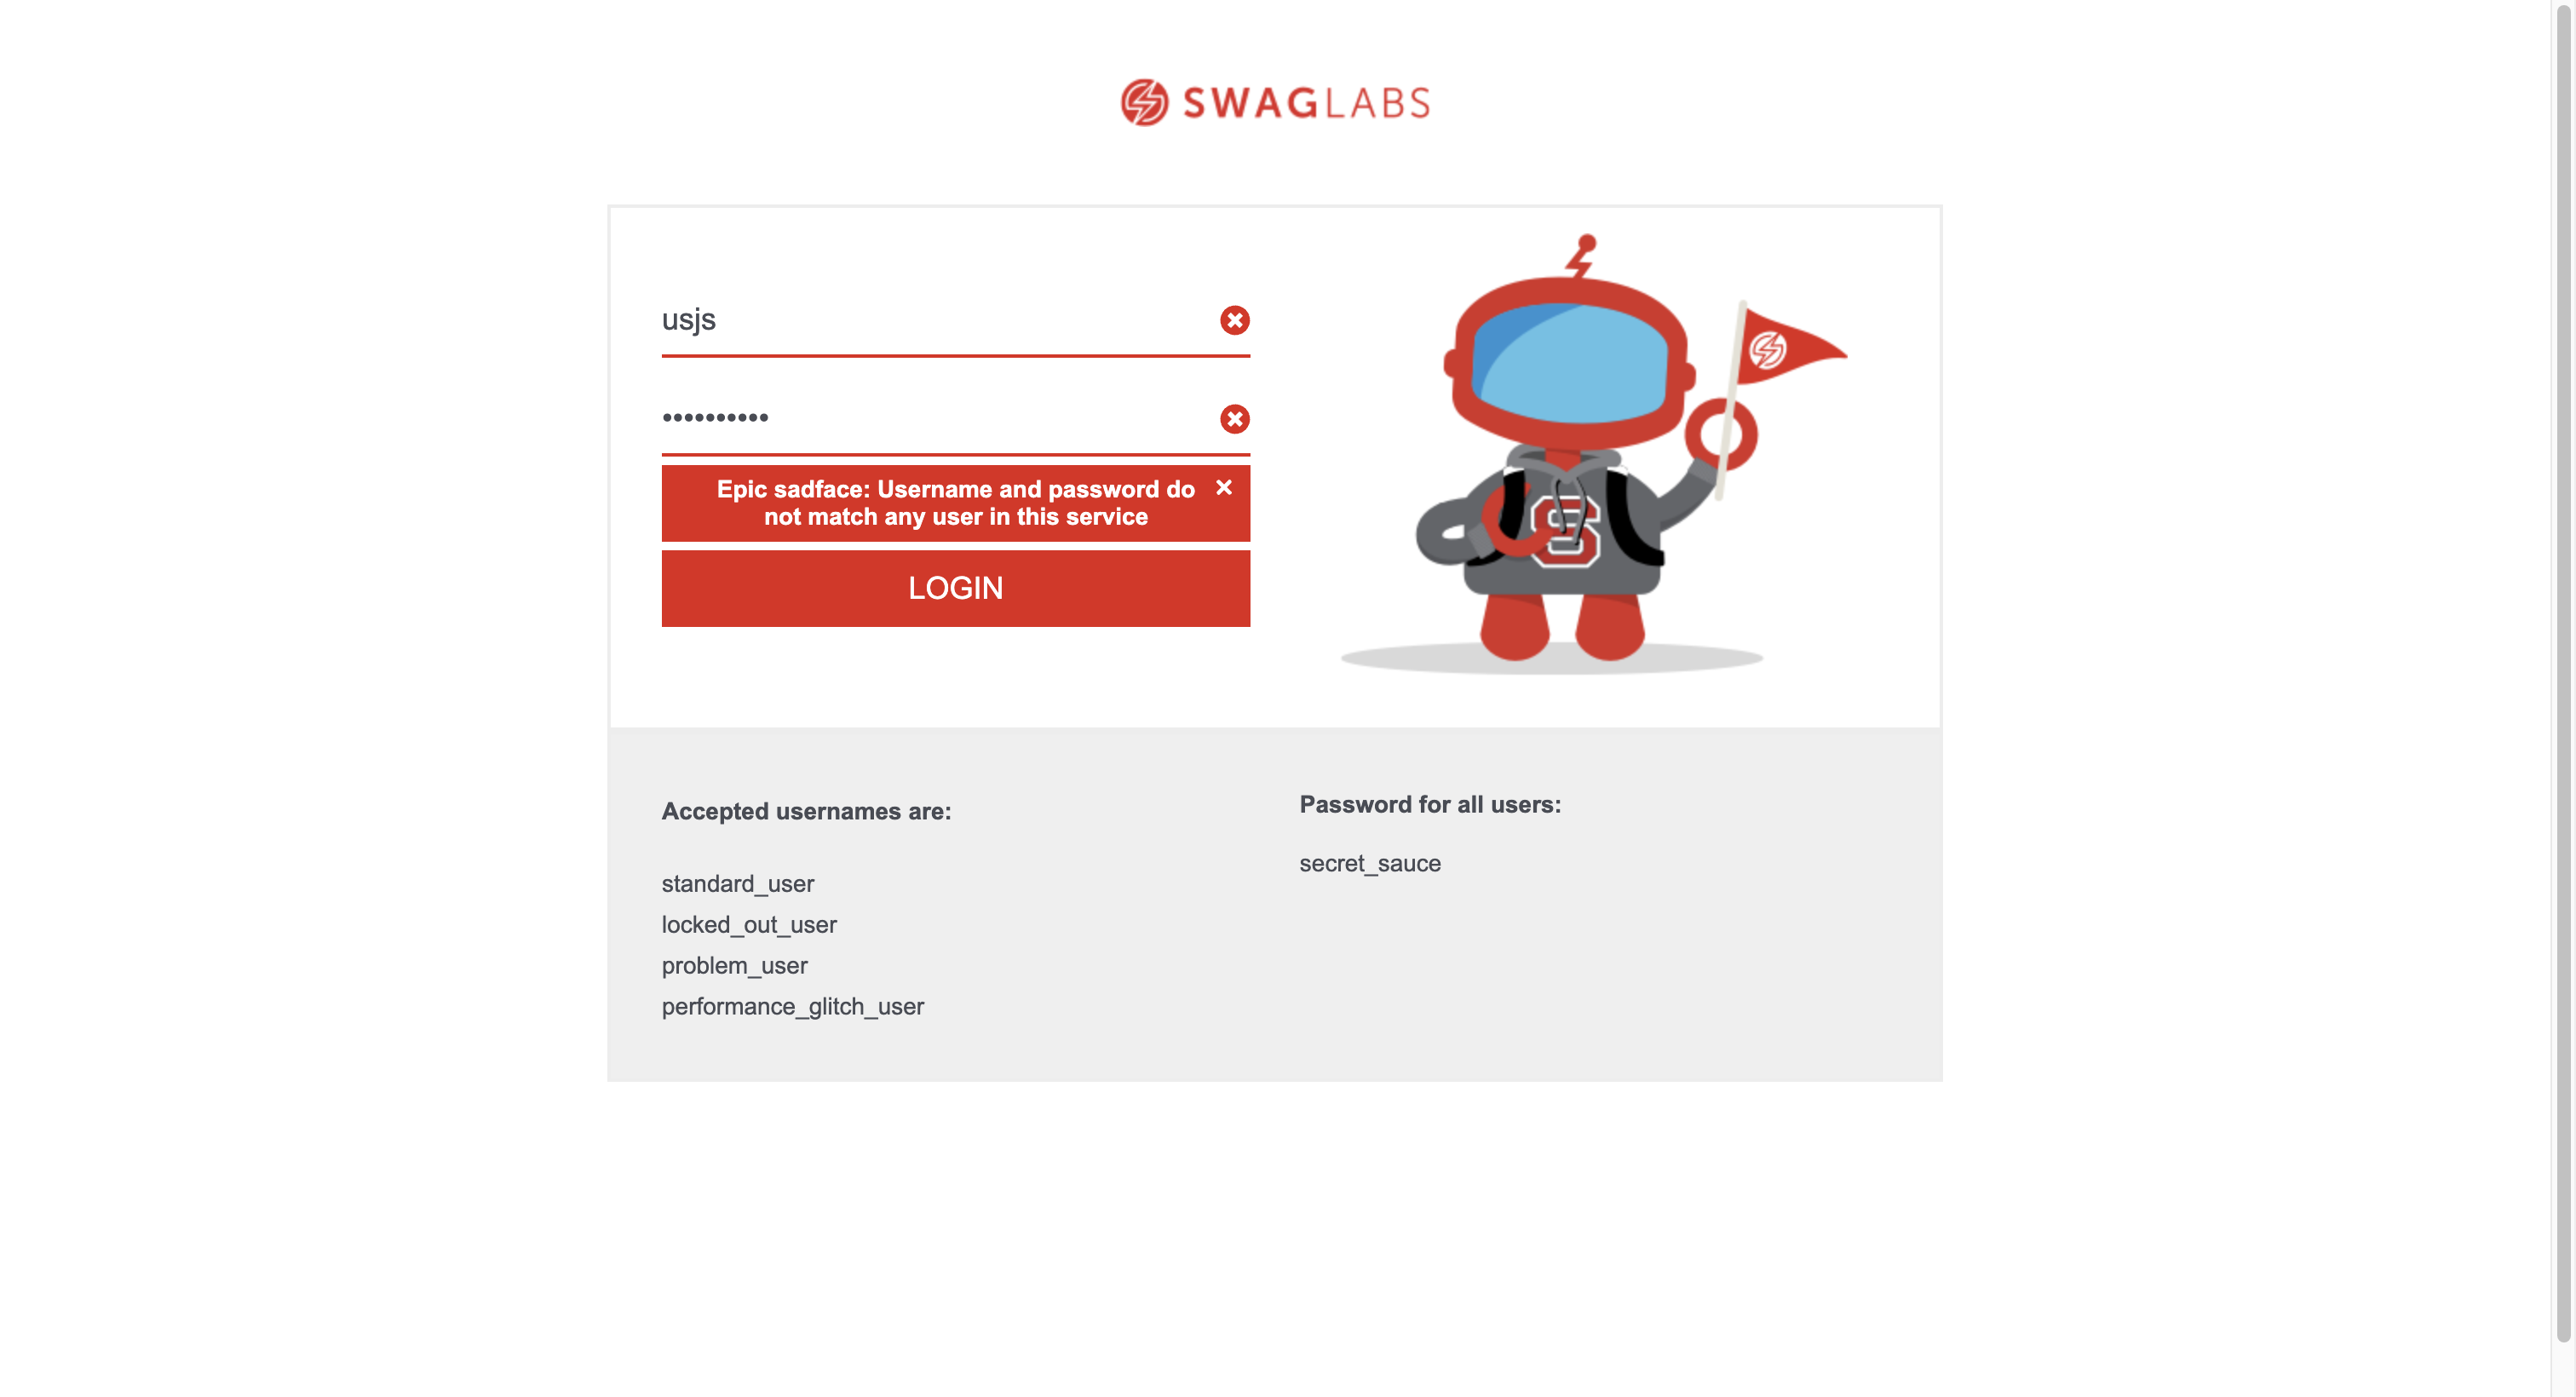 SWAGLABS
usjs
••••••••••
Epic sadface: Username and password do
not match any user in this service
LOGIN
S
Accepted usernames are:
standard_user
locked_out_user
problem_user
performance_glitch_user
Password for all users:
secret_sauce